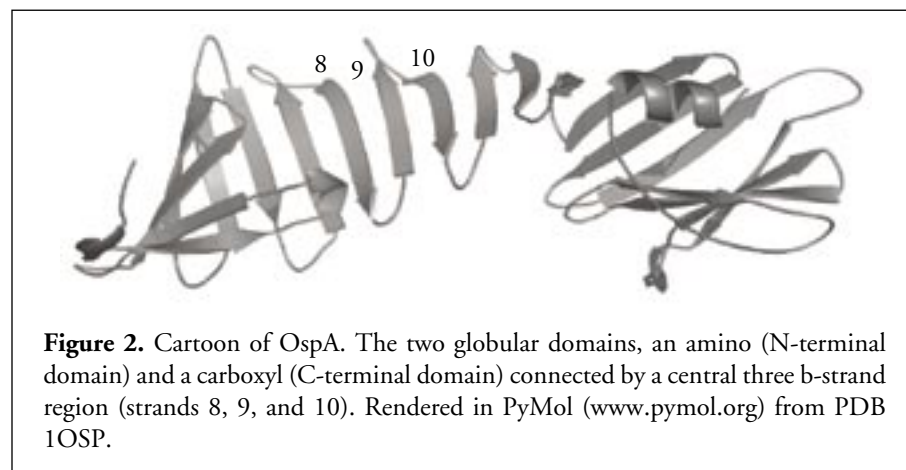 8 9 10
Figure 2. Cartoon of OspA. The two globular domains, an amino (N-terminal
domain) and a carboxyl (C-terminal domain) connected by a central three b-strand
region (strands 8, 9, and 10). Rendered in PyMol (www.pymol.org) from PDB
1OSP.